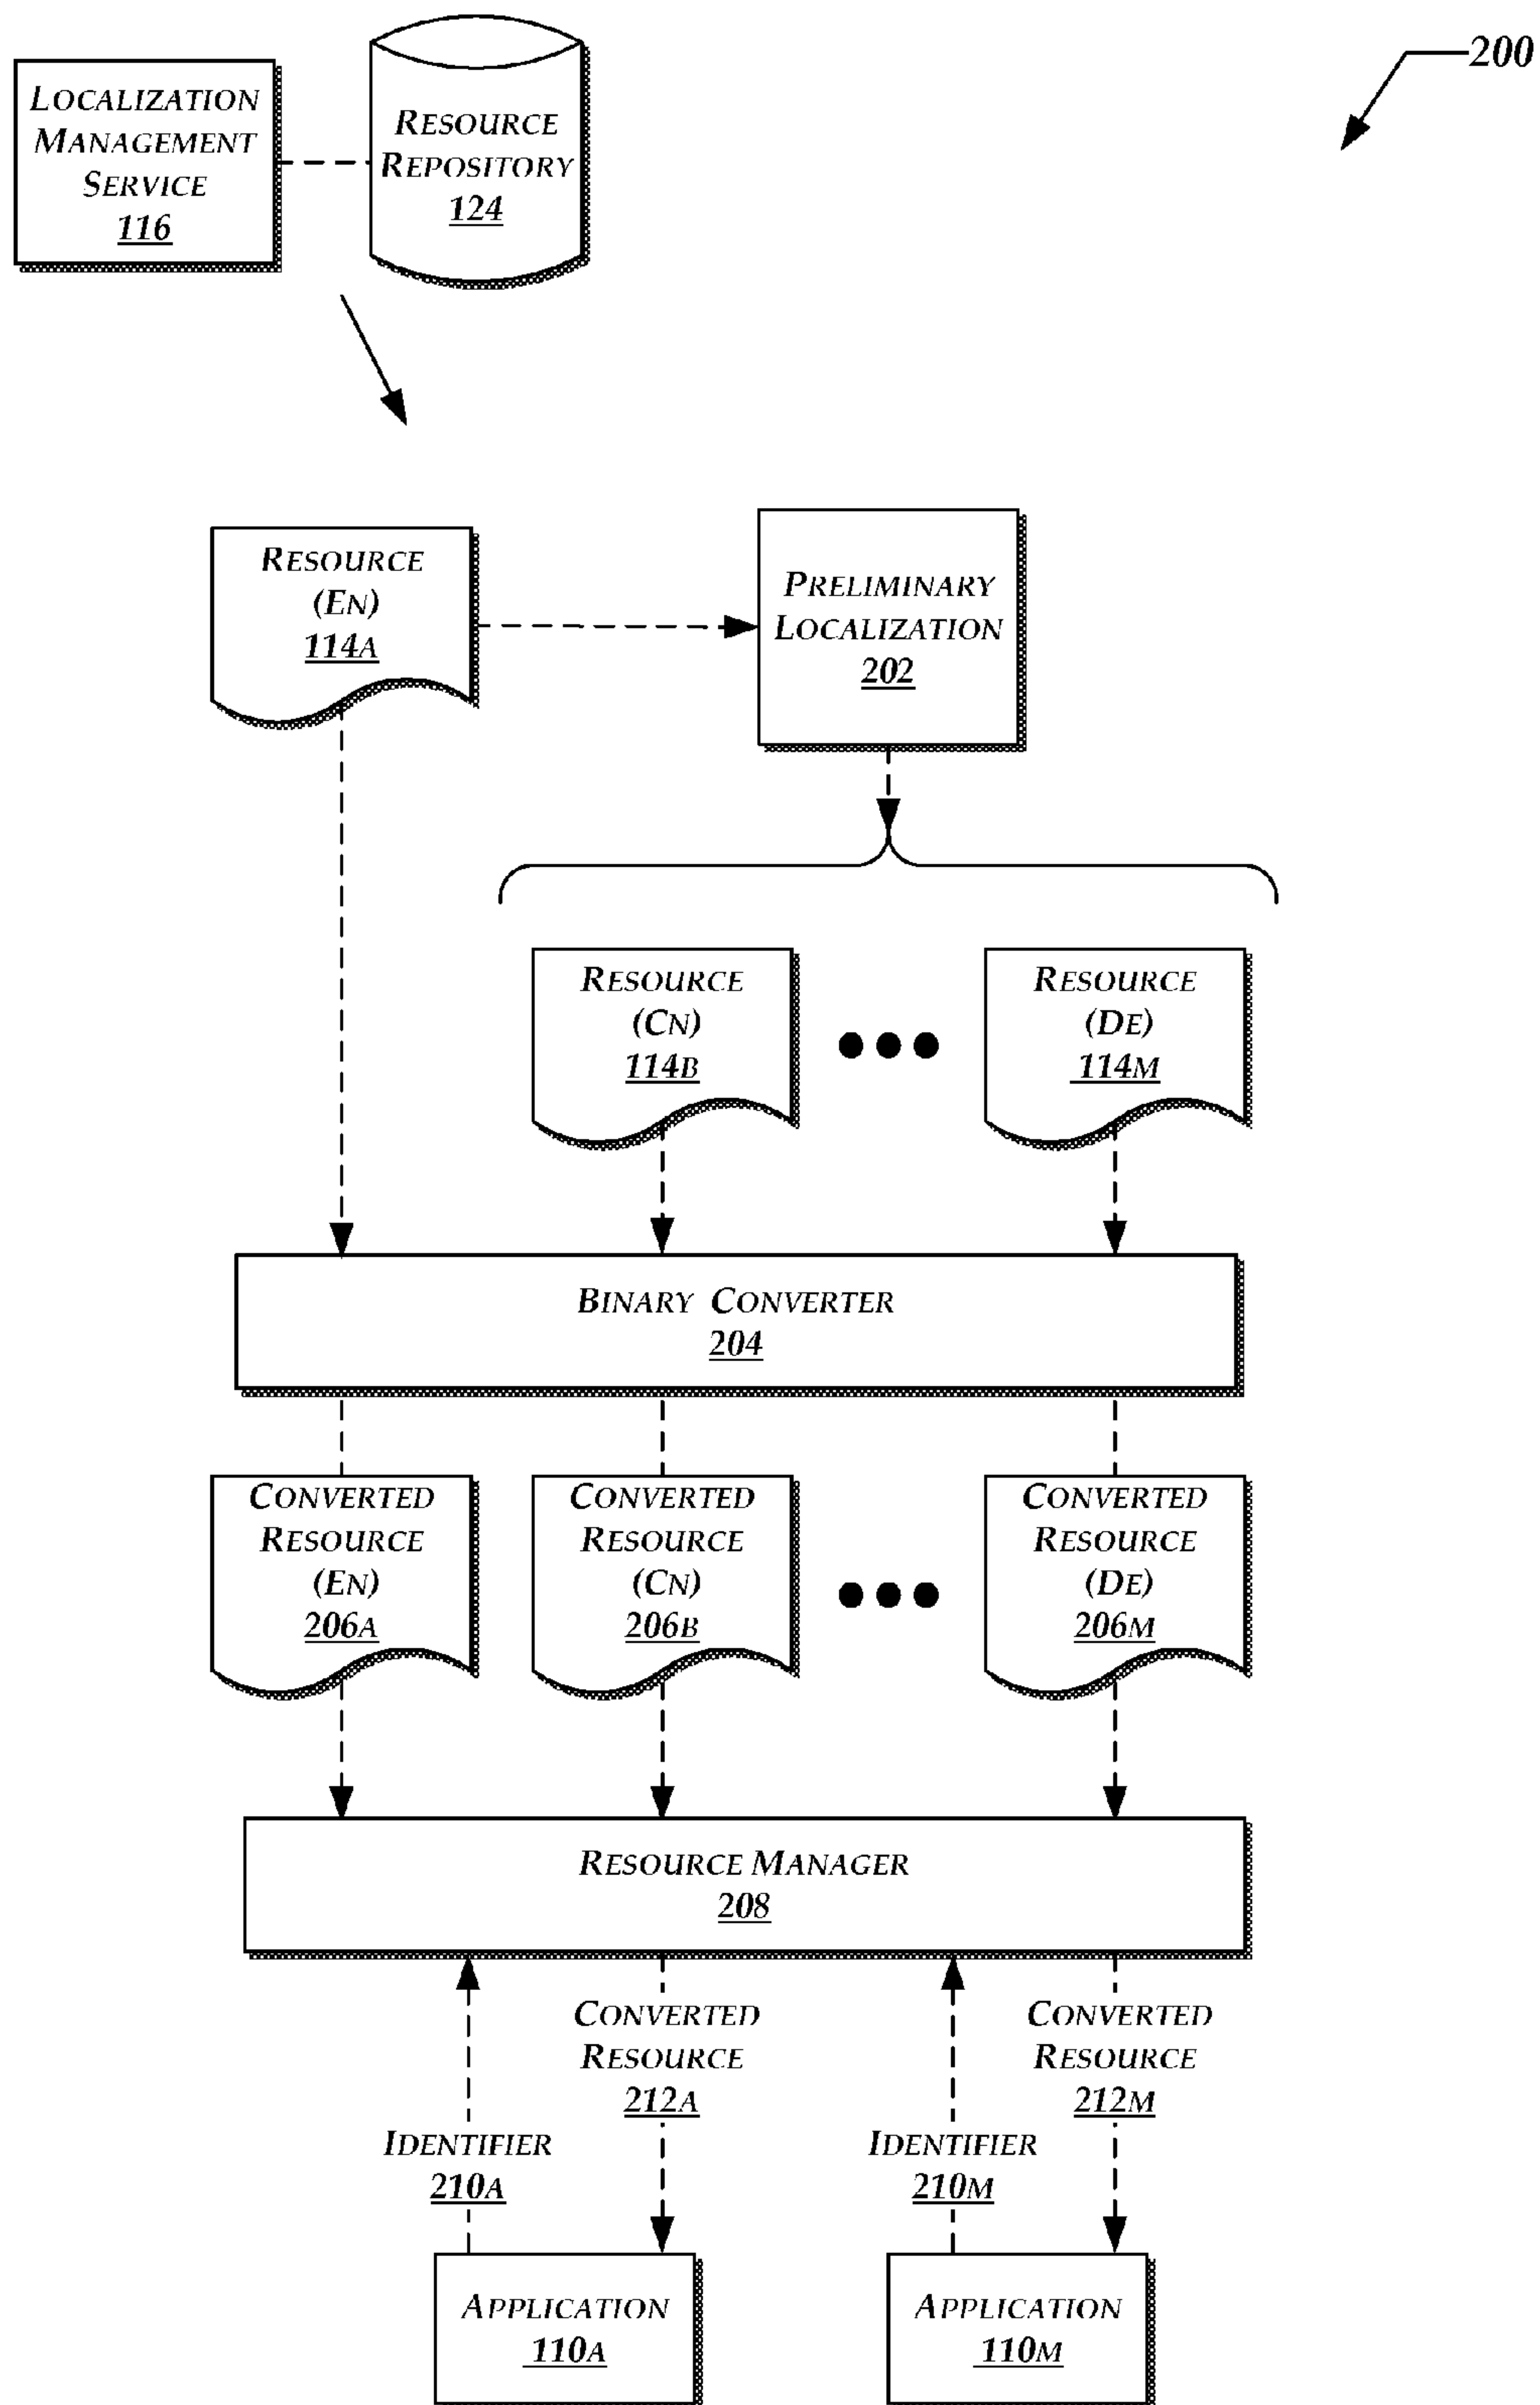 200
LOCALIZATION
MANAGEMENT
SERVICE
116
RESOURCE
REPOSITORY
124
RESOURCE
(EN)
114A
PRELIMINARY
LOCALIZATION
202
RESOURCE
(CN)
114B
RESOURCE
(DE)
114M
BINARY CONVERTER
204
CONVERTED
RESOURCE
(EN)
206A
CONVERTED
RESOURCE
(CN)
206B
CONVERTED
RESOURCE
(DE)
206M
RESOURCE MANAGER
208
IDENTIFIER
210A
CONVERTED
RESOURCE
212A
IDENTIFIER
210M
CONVERTED
RESOURCE
212M
APPLICATION
110A
APPLICATION
110M